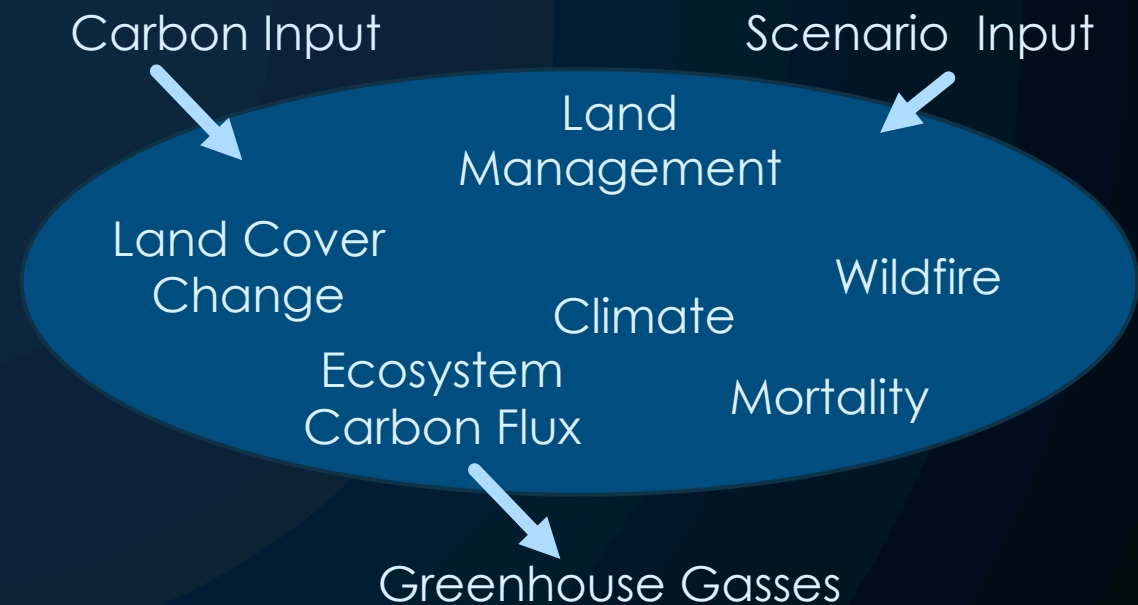 Carbon Input
Scenario Input
Land
Management
Land Cover
Change
Wildfire
Climate
Ecosystem
Carbon Flux
Mortality
Greenhouse Gasses